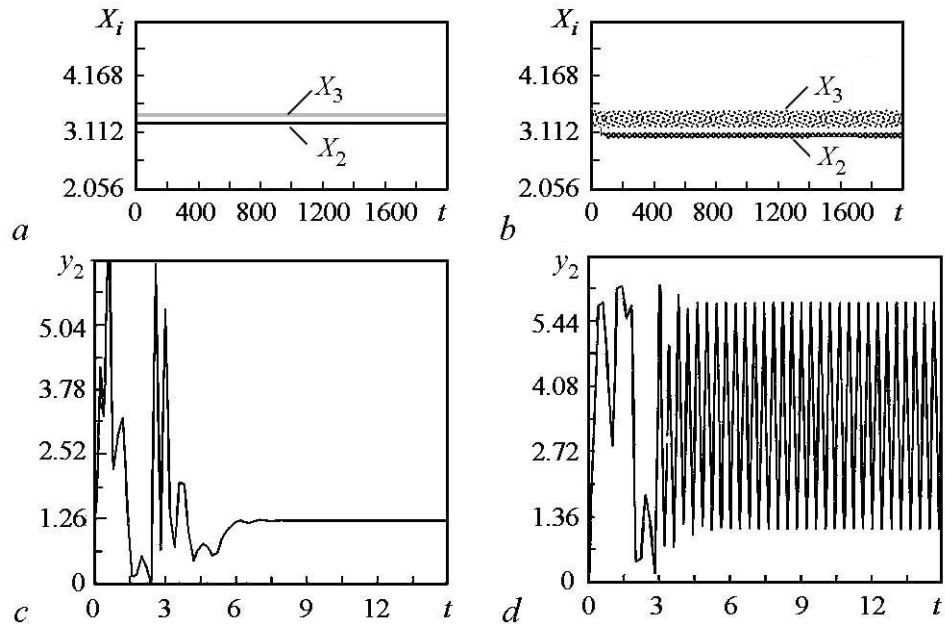 X_i
4.168
3.112
2.056
X_3
X_2
0 400 800 1200 1600 t
a
X_i
4.168
3.112
2.056
X_3
X_2
0 400 800 1200 1600 t
b
y_2
5.04
3.78
2.52
1.26
0
0 3 6 9 12 t
c
y_2
5.44
4.08
2.72
1.36
0
0 3 6 9 12 t
d